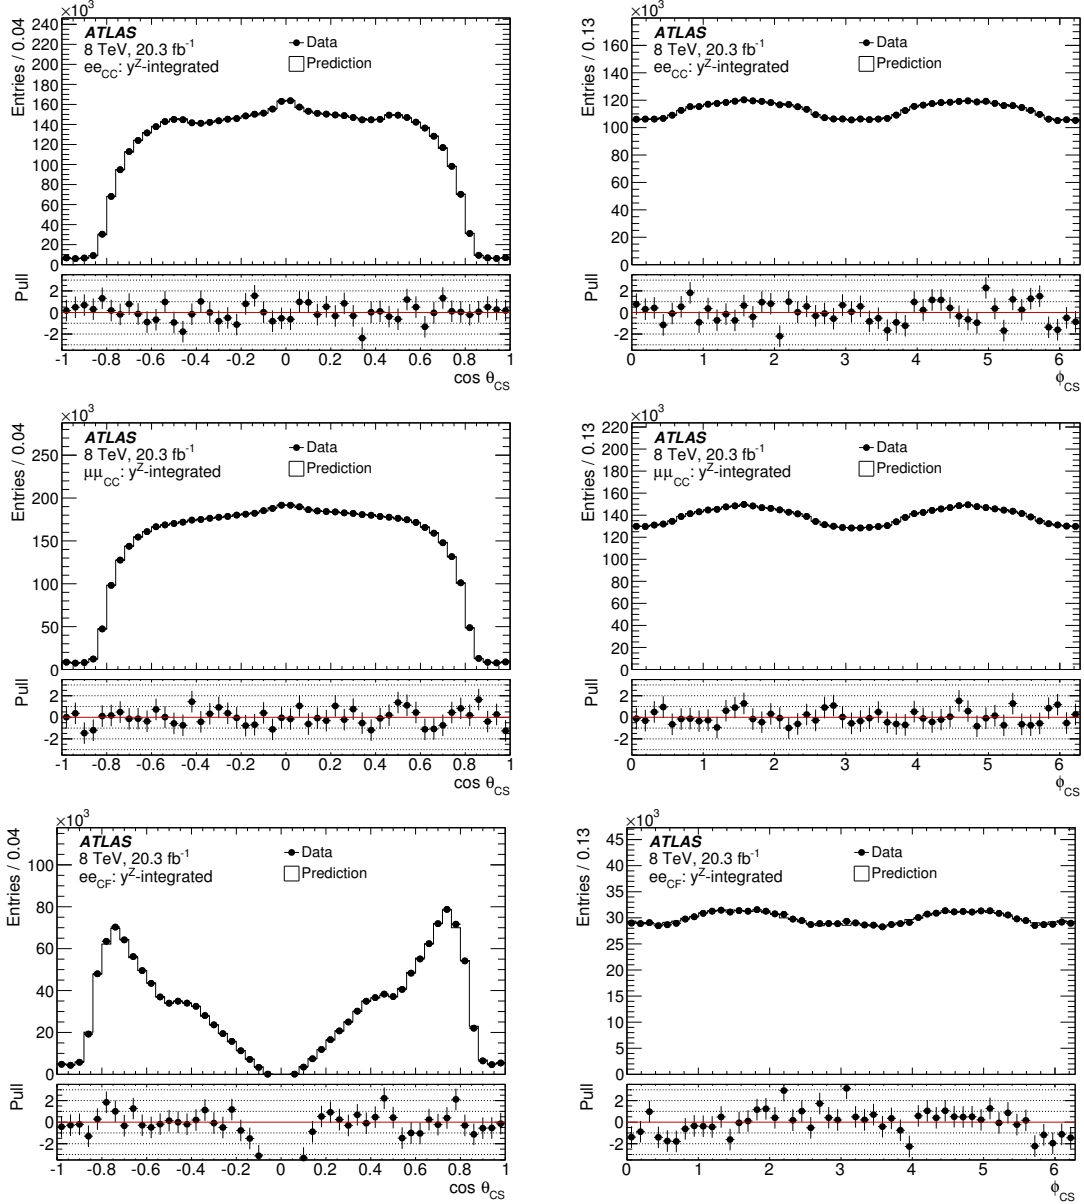 ×10³
Entries / 0.04
240
220
200
180
160
140
120
100
80
60
40
20
0
ATLAS
8 TeV, 20.3 fb⁻¹
ee_CC: y^Z-integrated
Data
Prediction
Pull
2
0
−2
-1 -0.8 -0.6 -0.4 -0.2 0 0.2 0.4 0.6 0.8 1
cos θ_CS
×10³
Entries / 0.13
160
140
120
100
80
60
40
20
0
ATLAS
8 TeV, 20.3 fb⁻¹
ee_CC: y^Z-integrated
Data
Prediction
Pull
2
0
−2
0 1 2 3 4 5 6
ϕ_CS
×10³
Entries / 0.04
250
200
150
100
50
0
ATLAS
8 TeV, 20.3 fb⁻¹
μμ_CC: y^Z-integrated
Data
Prediction
Pull
2
0
−2
-1 -0.8 -0.6 -0.4 -0.2 0 0.2 0.4 0.6 0.8 1
cos θ_CS
×10³
Entries / 0.13
220
200
180
160
140
120
100
80
60
40
20
0
ATLAS
8 TeV, 20.3 fb⁻¹
μμ_CC: y^Z-integrated
Data
Prediction
Pull
2
0
−2
0 1 2 3 4 5 6
ϕ_CS
×10³
Entries / 0.04
100
80
60
40
20
0
ATLAS
8 TeV, 20.3 fb⁻¹
ee_CF: y^Z-integrated
Data
Prediction
Pull
2
0
−2
-1 -0.8 -0.6 -0.4 -0.2 0 0.2 0.4 0.6 0.8 1
cos θ_CS
×10³
Entries / 0.13
45
40
35
30
25
20
15
10
5
0
ATLAS
8 TeV, 20.3 fb⁻¹
ee_CF: y^Z-integrated
Data
Prediction
Pull
2
0
−2
0 1 2 3 4 5 6
ϕ_CS